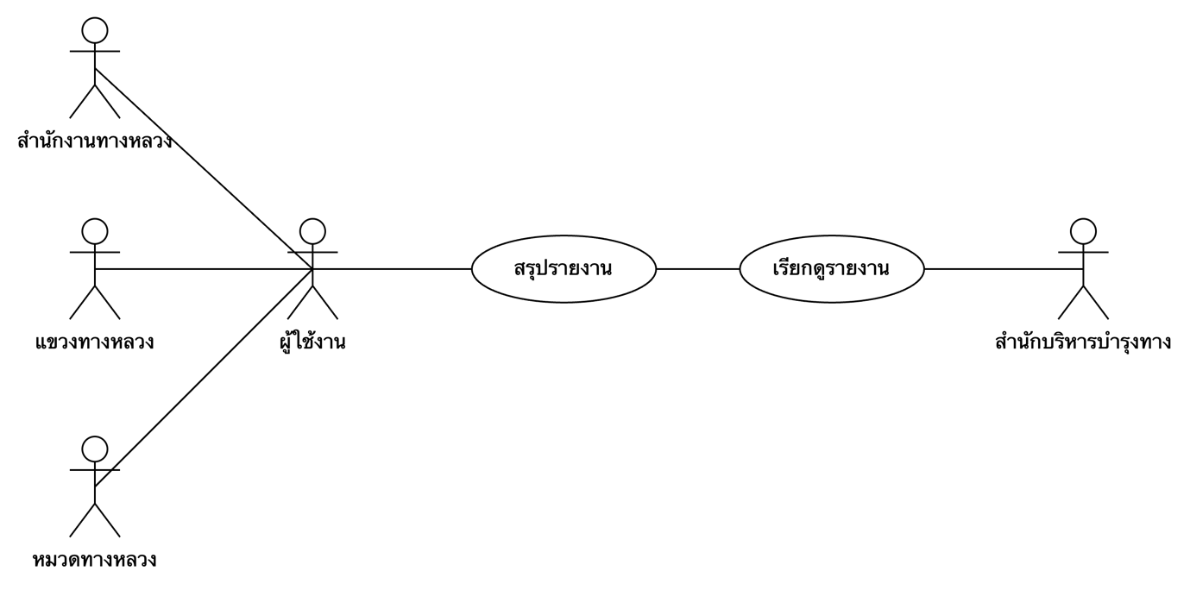 สำนักงานทางหลวง
สรุปรายงาน
เรียกดูรายงาน
แขวงทางหลวง
ผู้ใช้งาน
สำนักบริหารบำรุงทาง
หมวดทางหลวง